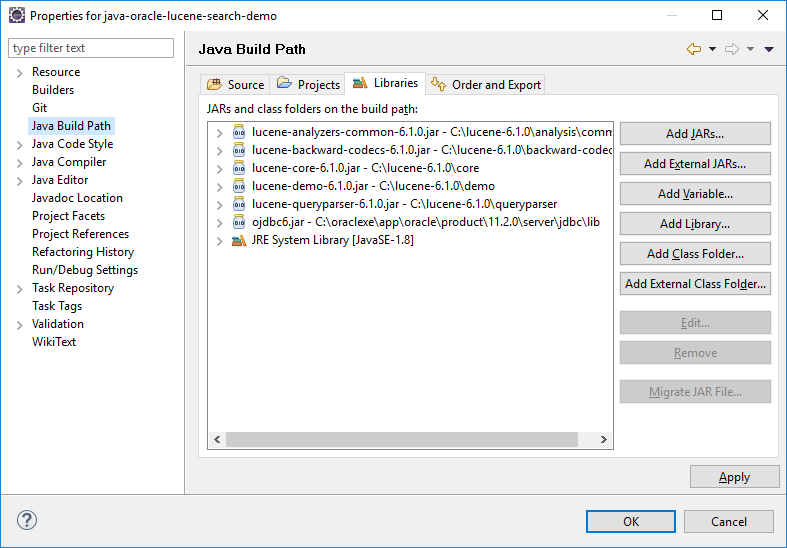 Properties for java-oracle-lucene-search-demo
type filter text
Resource
Builders
Git
Java Build Path
Java Code Style
Java Compiler
Java Editor
Javadoc Location
Project Facets
Project References
Refactoring History
Run/Debug Settings
Task Repository
Task Tags
Validation
WikiText
Java Build Path
Source Projects Libraries Order and Export
JARs and class folders on the build path:
lucene-analyzers-common-6.1.0.jar - C:\lucene-6.1.0\analysis\comm
lucene-backward-codecs-6.1.0.jar - C:\lucene-6.1.0\backward-codec
lucene-core-6.1.0.jar - C:\lucene-6.1.0\core
lucene-demo-6.1.0.jar - C:\lucene-6.1.0\demo
lucene-queryparser-6.1.0.jar - C:\lucene-6.1.0\queryparser
ojdbc6.jar - C:\oraclexe\app\oracle\product\11.2.0\server\jdbc\lib
JRE System Library [JavaSE-1.8]
Add JARs...
Add External JARs...
Add Variable...
Add Library...
Add Class Folder...
Add External Class Folder...
Edit...
Remove
Migrate JAR File...
Apply
?
OK
Cancel